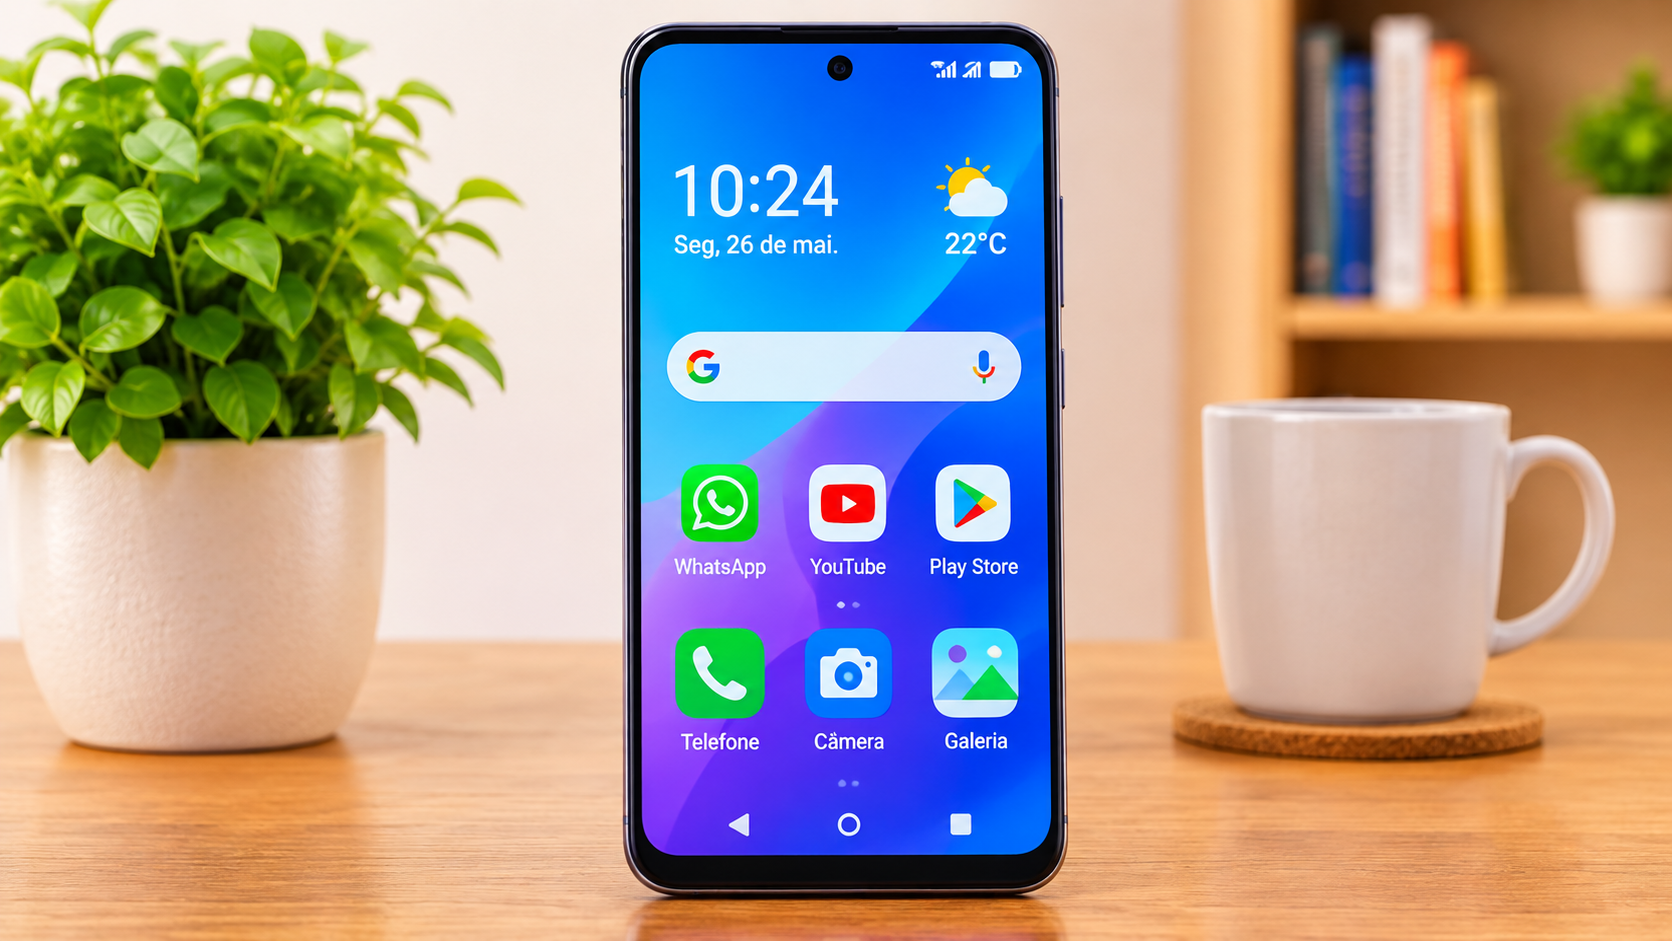 10:24
Seg, 26 de mai.
22°C
WhatsApp
YouTube
Play Store
Telefone
Câmera
Galeria